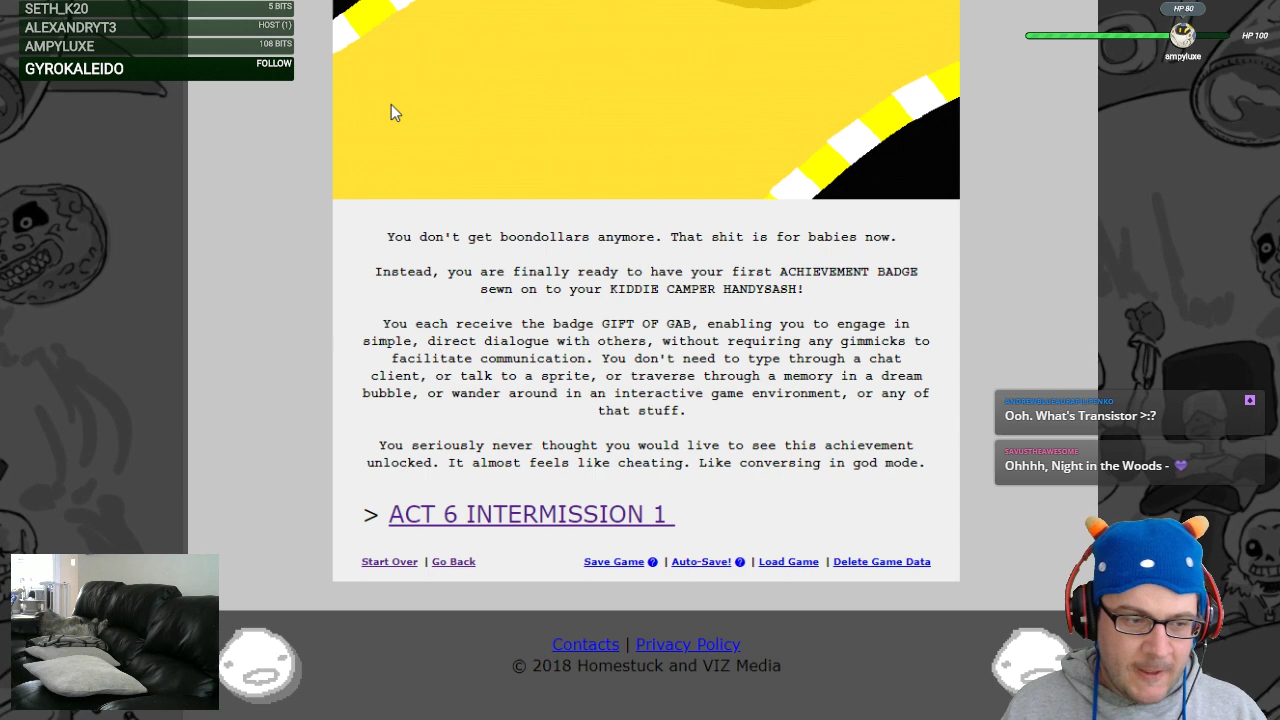 SETH_K20 5 BITS
ALEXANDRYT3 HOST (1)
AMPYLUXE 108 BITS
GYROKALEIDO FOLLOW
HP 80
HP 100
ampyluxe
You don't get boondollars anymore. That shit is for babies now.
Instead, you are finally ready to have your first ACHIEVEMENT BADGE
sewn on to your KIDDIE CAMPER HANDYSASH!
You each receive the badge GIFT OF GAB, enabling you to engage in
simple, direct dialogue with others, without requiring any gimmicks to
facilitate communication. You don't need to type through a chat
client, or talk to a sprite, or traverse through a memory in a dream
bubble, or wander around in an interactive game environment, or any of
that stuff.
You seriously never thought you would live to see this achievement
unlocked. It almost feels like cheating. Like conversing in god mode.
> ACT 6 INTERMISSION 1
Start Over | Go Back Save Game ? | Auto-Save! ? | Load Game | Delete Game Data
Ooh. What's Transistor >:?
SAVUSTHEAWESOME
Ohhhh, Night in the Woods - 💜
Contacts | Privacy Policy
© 2018 Homestuck and VIZ Media